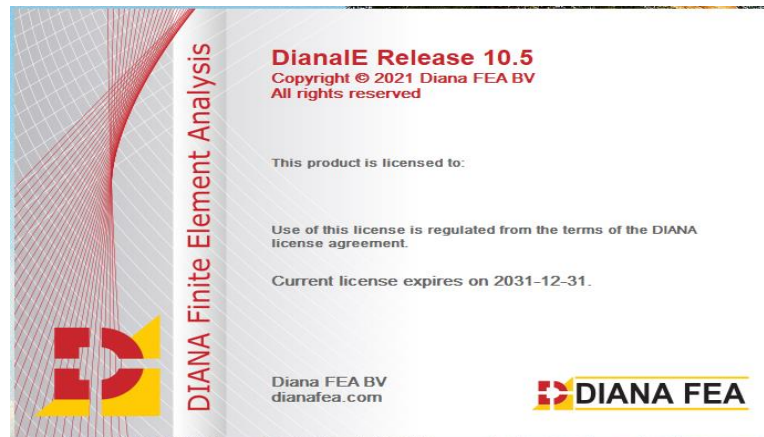 DIANA Finite Element Analysis
DianaIE Release 10.5
Copyright © 2021 Diana FEA BV
All rights reserved
This product is licensed to:
Use of this license is regulated from the terms of the DIANA
license agreement.
Current license expires on 2031-12-31.
Diana FEA BV
dianafea.com
DIANA FEA